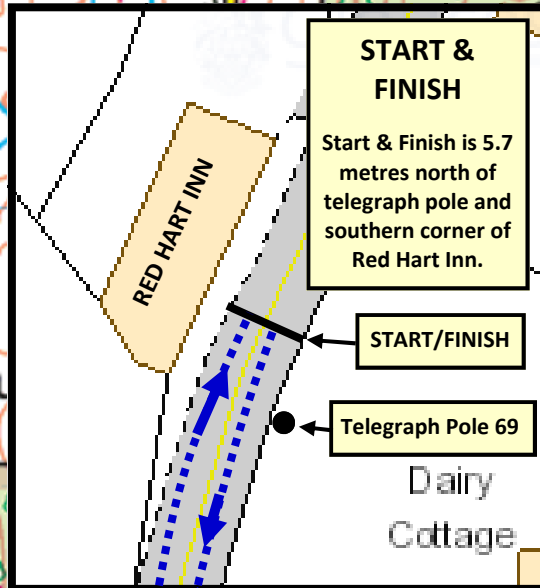 START &
FINISH
Start & Finish is 5.7
metres north of
telegraph pole and
southern corner of
Red Hart Inn.
RED HART INN
START/FINISH
Telegraph Pole 69
Dairy
Cottage